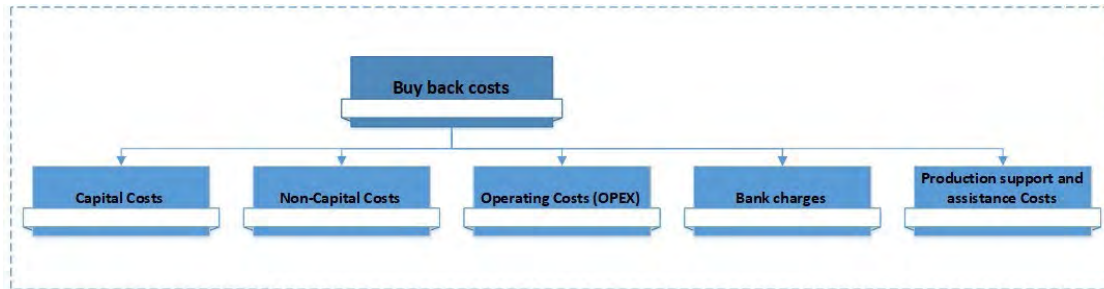 Buy back costs
Capital Costs
Non-Capital Costs
Operating Costs (OPEX)
Bank charges
Production support and
assistance Costs